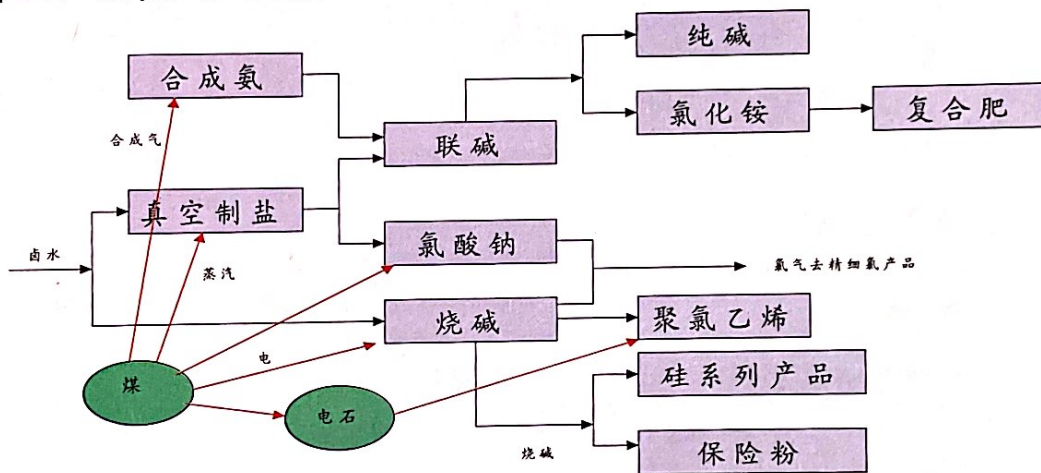 纯碱
合成氨
氯化铵
复合肥
合成气
联碱
真空制盐
氯酸钠
卤水
蒸汽
氢气去精细氢产品
烧碱
聚氯乙烯
电
煤
硅系列产品
电石
烧碱
保险粉